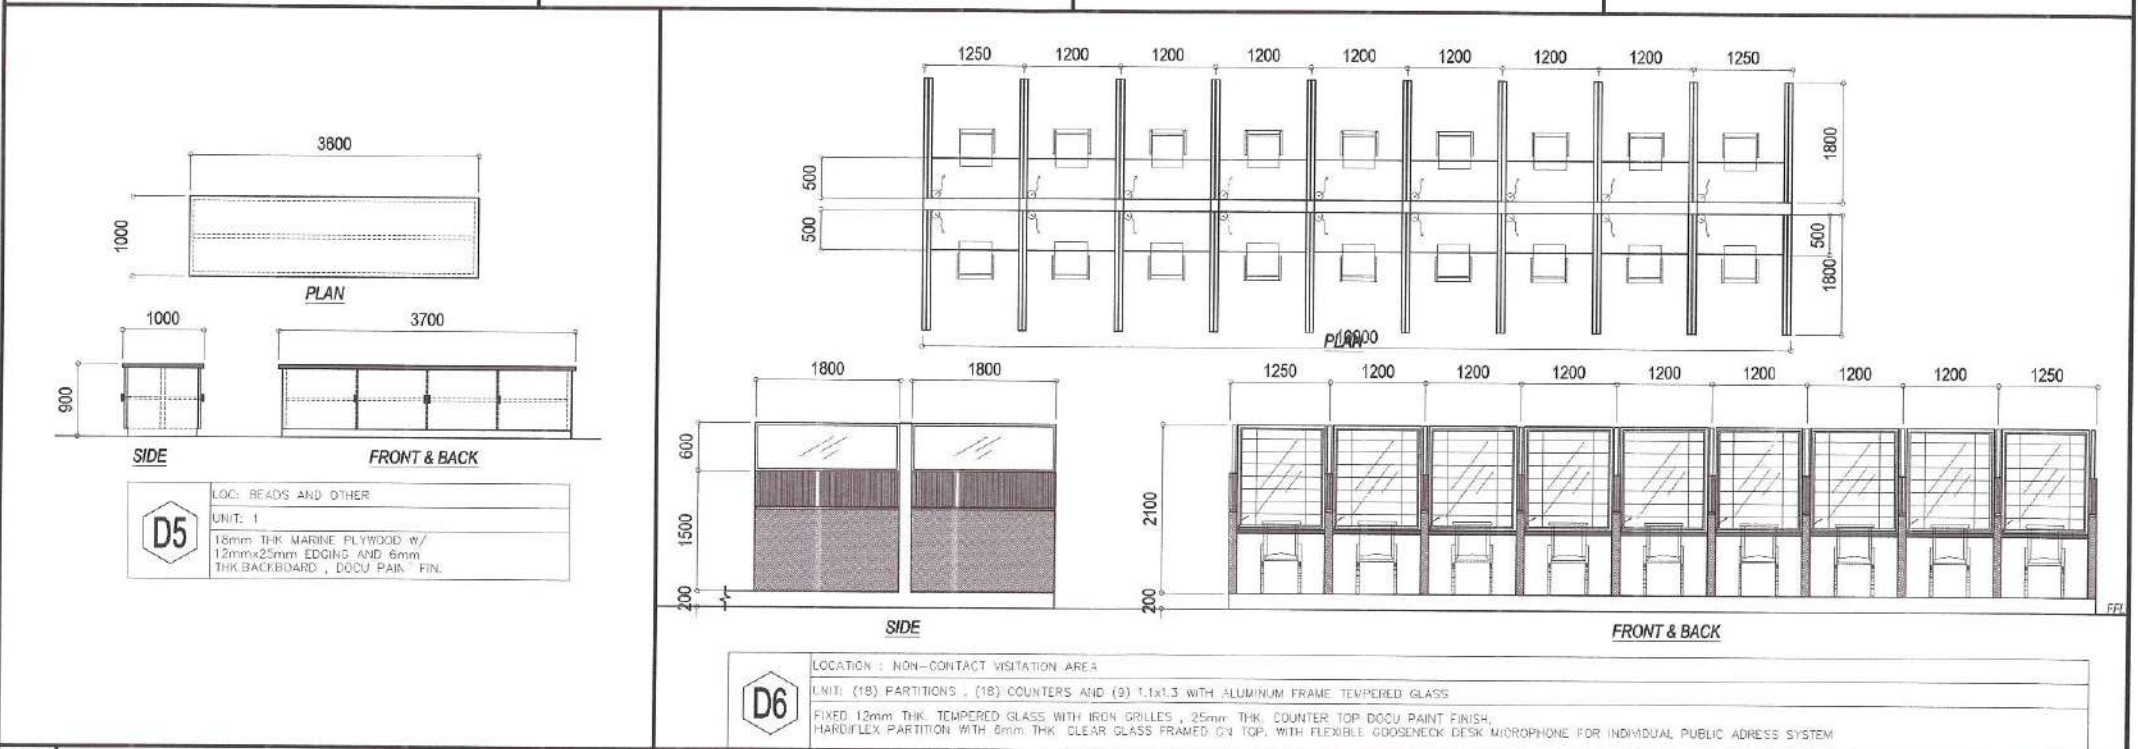 3600
1000
PLAN
1000
3700
900
SIDE
FRONT & BACK
D5
LOC: BEADS AND OTHER
UNIT: 1
18mm THK MARINE PLYWOOD W/
12mmx25mm EDGING AND 6mm
THK BACKBOARD , DOCU PAINT FIN.
1250 1200 1200 1200 1200 1200 1200 1200 1250
500
500
1800
500
1800
PLAN
1800 1800
600
1500
200
SIDE
1250 1200 1200 1200 1200 1200 1200 1200 1250
2100
200
FFL
FRONT & BACK
D6
LOCATION : NON-CONTACT VISITATION AREA
UNIT: (18) PARTITIONS , (18) COUNTERS AND (9) 1.1x1.3 WITH ALUMINUM FRAME TEMPERED GLASS
FIXED 12mm THK. TEMPERED GLASS WITH IRON GRILLES , 25mm THK. COUNTER TOP DOCU PAINT FINISH,
HARDIFLEX PARTITION WITH 6mm THK CLEAR GLASS FRAMED ON TOP, WITH FLEXIBLE GOOSENECK DESK MICROPHONE FOR INDIVIDUAL PUBLIC ADRESS SYSTEM